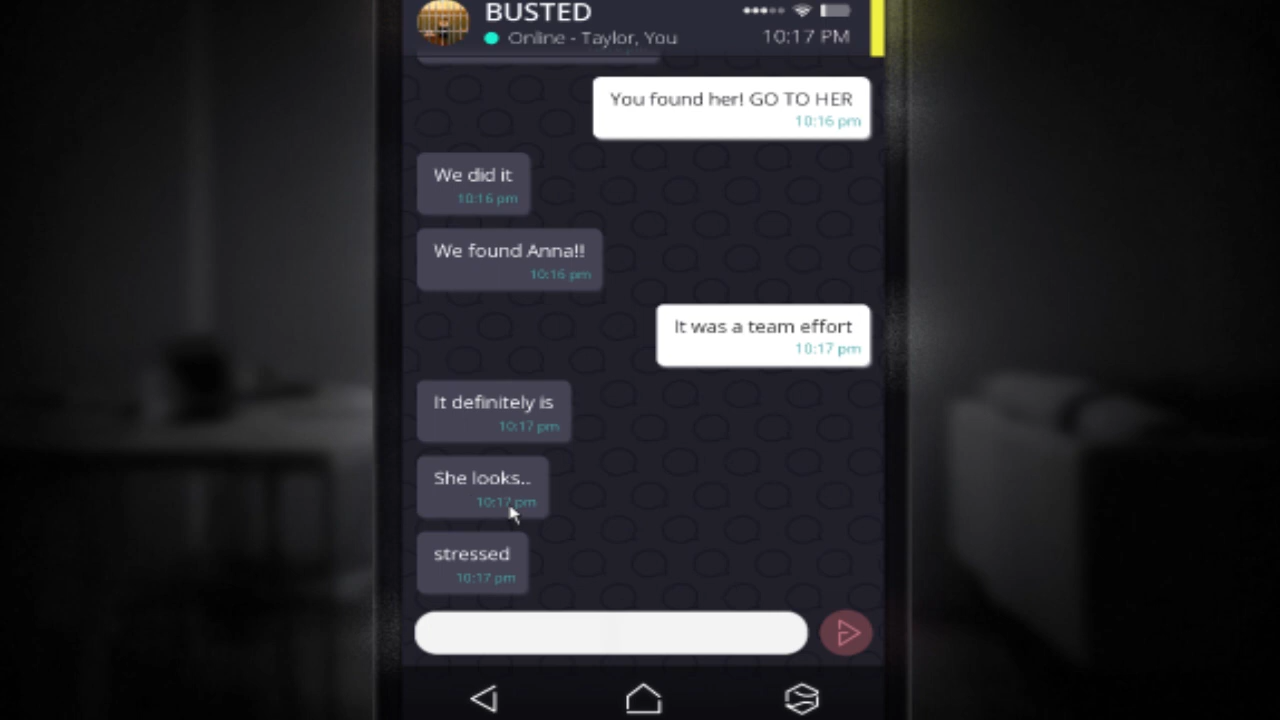 BUSTED
Online - Taylor, You
10:17 PM
You found her! GO TO HER
10:16 pm
We did it
10:16 pm
We found Anna!!
10:16 pm
It was a team effort
10:17 pm
It definitely is
10:17 pm
She looks..
10:17 pm
stressed
10:17 pm